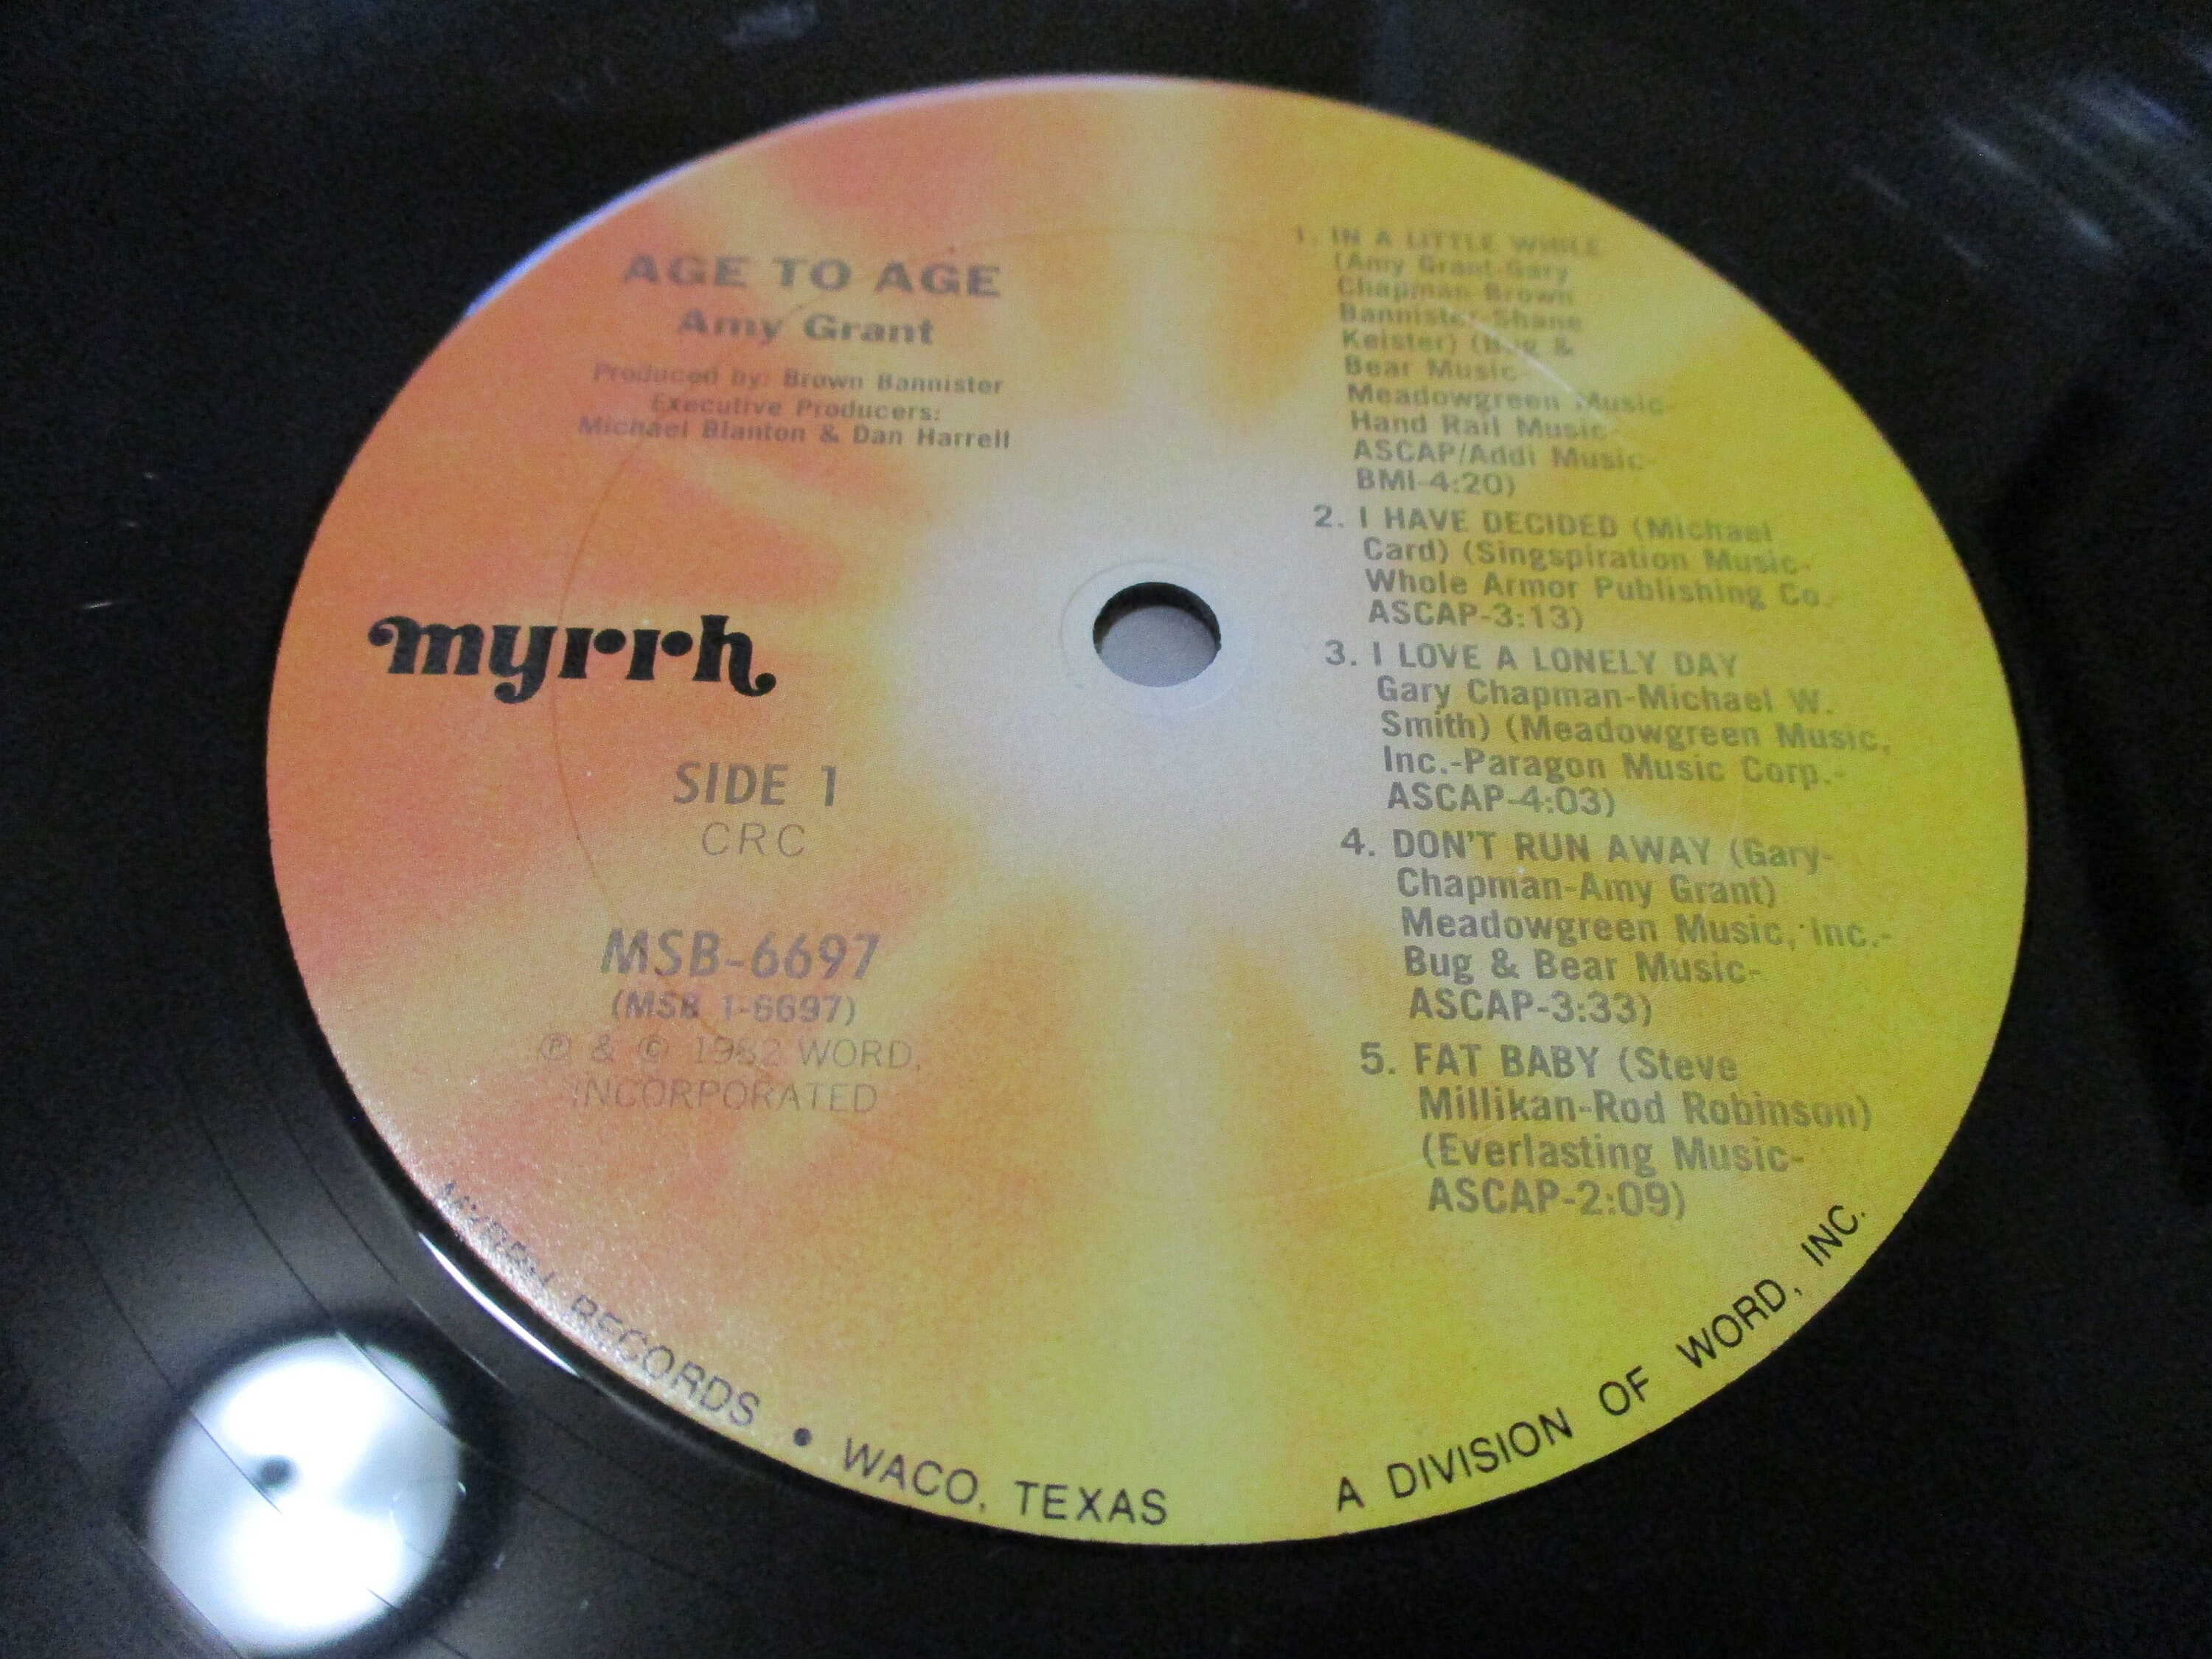 AGE TO AGE
Amy Grant
Produced by: Brown Bannister
Executive Producers:
Michael Blanton & Dan Harrell
myrrh
SIDE 1
CRC
MSB-6697
(MSB 1-6697)
Ⓟ & © 1982 WORD,
INCORPORATED
1. IN A LITTLE WHILE
(Amy Grant-Gary
Chapman-Brown
Bannister-Shane
Keister) (Bug &
Bear Music-
Meadowgreen Music-
Hand Rail Music-
ASCAP/Addi Music-
BMI-4:20)
2. I HAVE DECIDED (Michael
Card) (Singspiration Music-
Whole Armor Publishing Co.-
ASCAP-3:13)
3. I LOVE A LONELY DAY
Gary Chapman-Michael W.
Smith) (Meadowgreen Music,
Inc.-Paragon Music Corp.-
ASCAP-4:03)
4. DON'T RUN AWAY (Gary-
Chapman-Amy Grant)
Meadowgreen Music, Inc.-
Bug & Bear Music-
ASCAP-3:33)
5. FAT BABY (Steve
Millikan-Rod Robinson)
(Everlasting Music-
ASCAP-2:09)
MYRRH RECORDS • WACO, TEXAS A DIVISION OF WORD, INC.